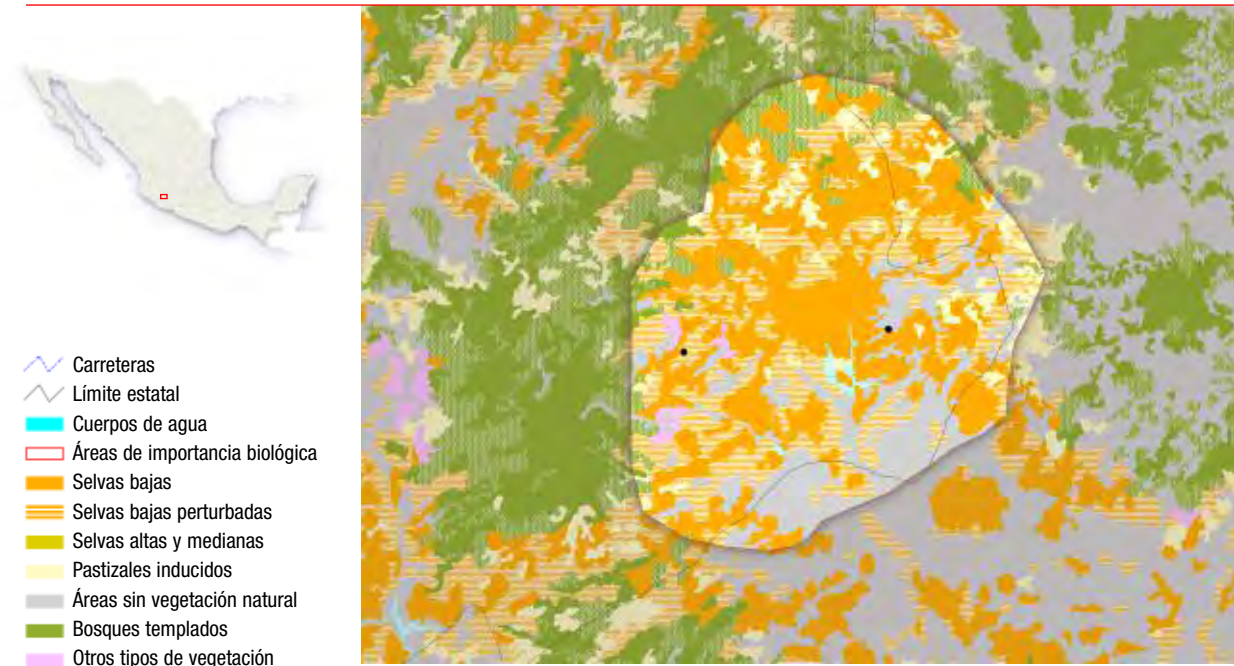 Carreteras
Límite estatal
Cuerpos de agua
Áreas de importancia biológica
Selvas bajas
Selvas bajas perturbadas
Selvas altas y medianas
Pastizales inducidos
Áreas sin vegetación natural
Bosques templados
Otros tipos de vegetación